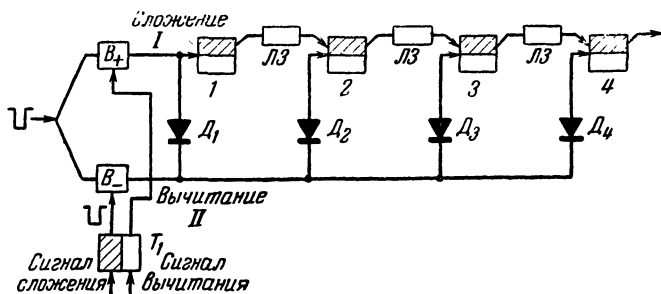 Сложение
I
В₊
ЛЗ
ЛЗ
ЛЗ
1
2
3
4
Д₁
Д₂
Д₃
Д₄
В₋
Вычитание
II
Т₁
Сигнал сложения
Сигнал вычитания